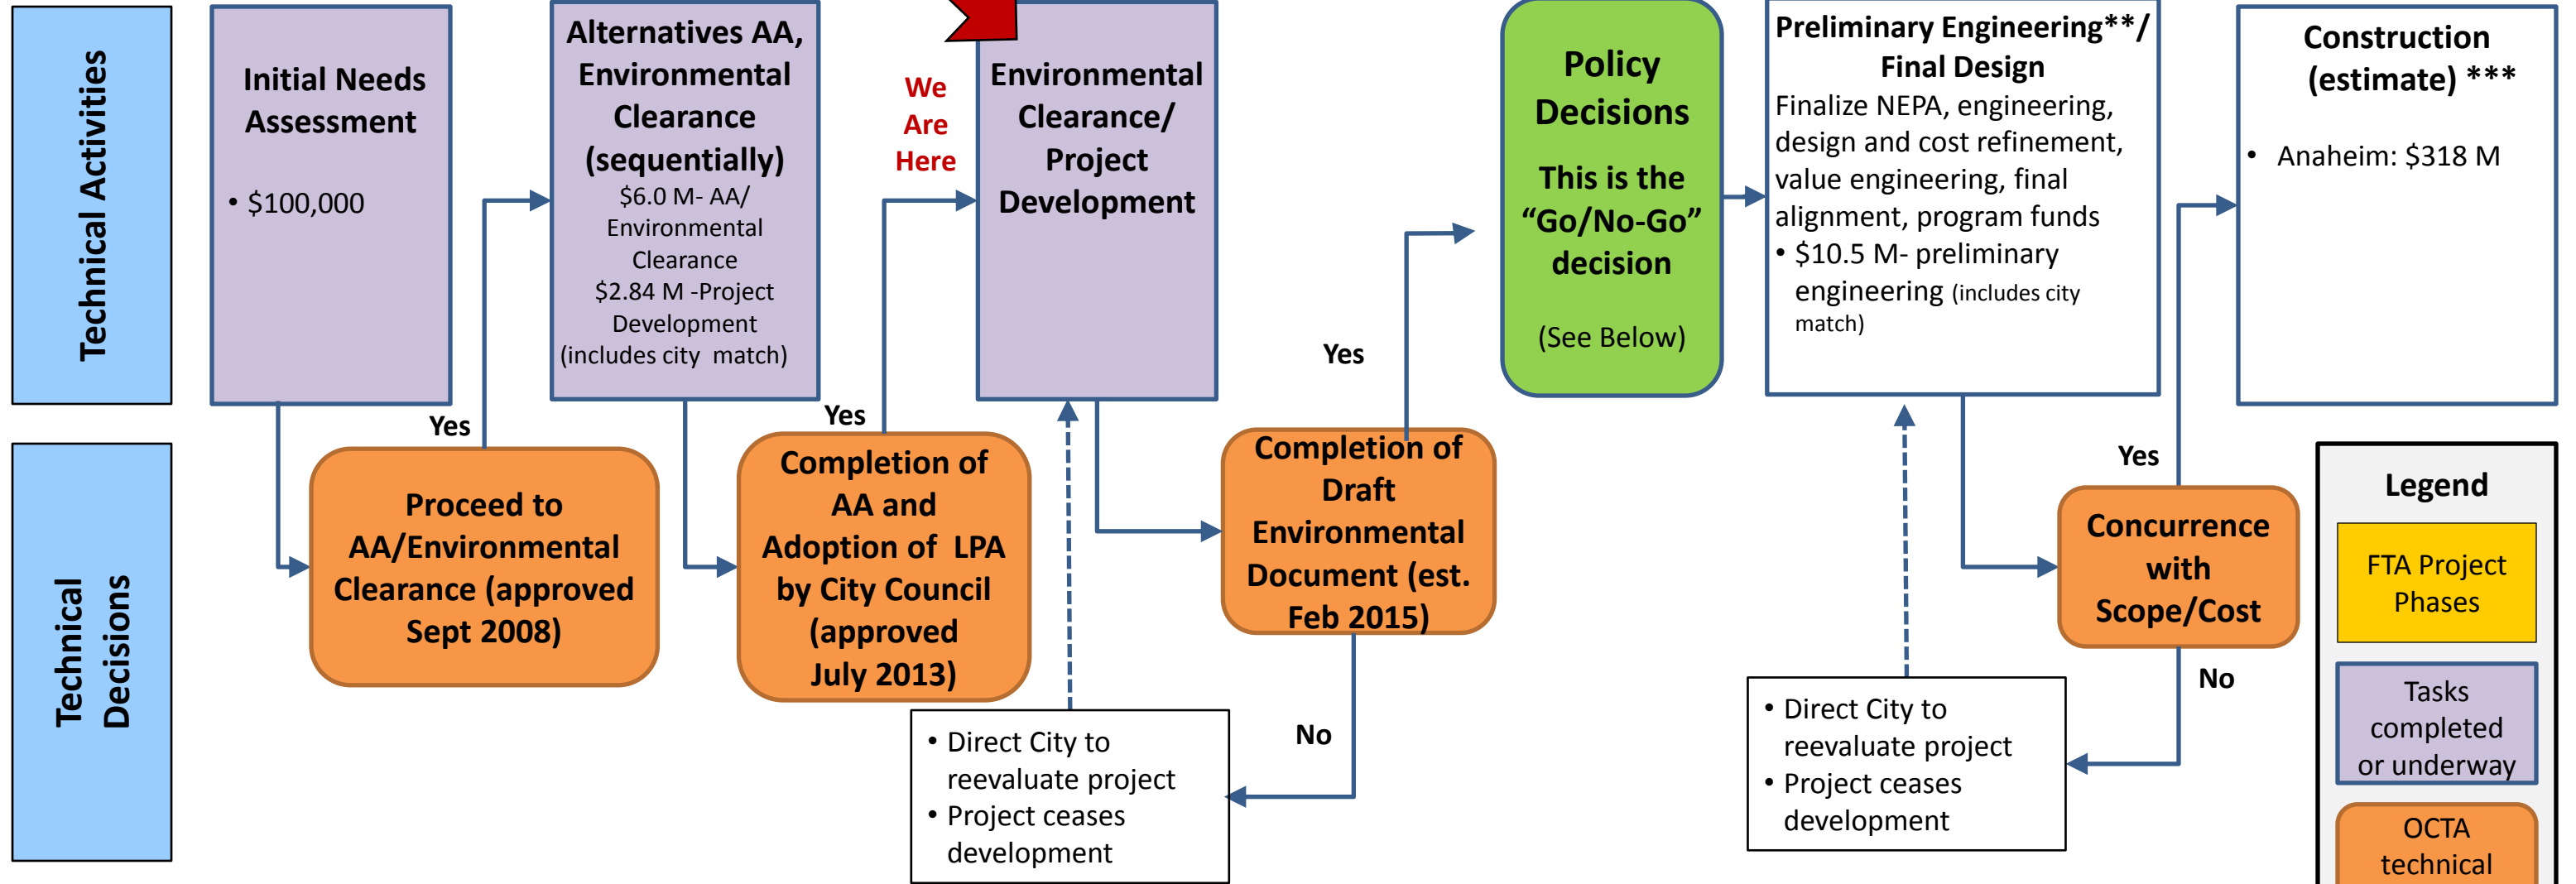 Technical Activities
Initial Needs
Assessment
• $100,000
Alternatives AA,
Environmental
Clearance
(sequentially)
$6.0 M- AA/
Environmental
Clearance
$2.84 M -Project
Development
(includes city match)
We
Are
Here
Environmental
Clearance/
Project
Development
Policy
Decisions
This is the
“Go/No-Go”
decision
(See Below)
Preliminary Engineering**/
Final Design
Finalize NEPA, engineering,
design and cost refinement,
value engineering, final
alignment, program funds
• $10.5 M- preliminary
engineering (includes city
match)
Construction
(estimate) ***
• Anaheim: $318 M
Yes
Yes
Yes
Yes
Technical
Decisions
Proceed to
AA/Environmental
Clearance (approved
Sept 2008)
Completion of
AA and
Adoption of LPA
by City Council
(approved
July 2013)
Completion of
Draft
Environmental
Document (est.
Feb 2015)
Concurrence
with
Scope/Cost
No
No
• Direct City to
reevaluate project
• Project ceases
development
• Direct City to
reevaluate project
• Project ceases
development
Legend
FTA Project
Phases
Tasks
completed
or underway
OCTA
technical